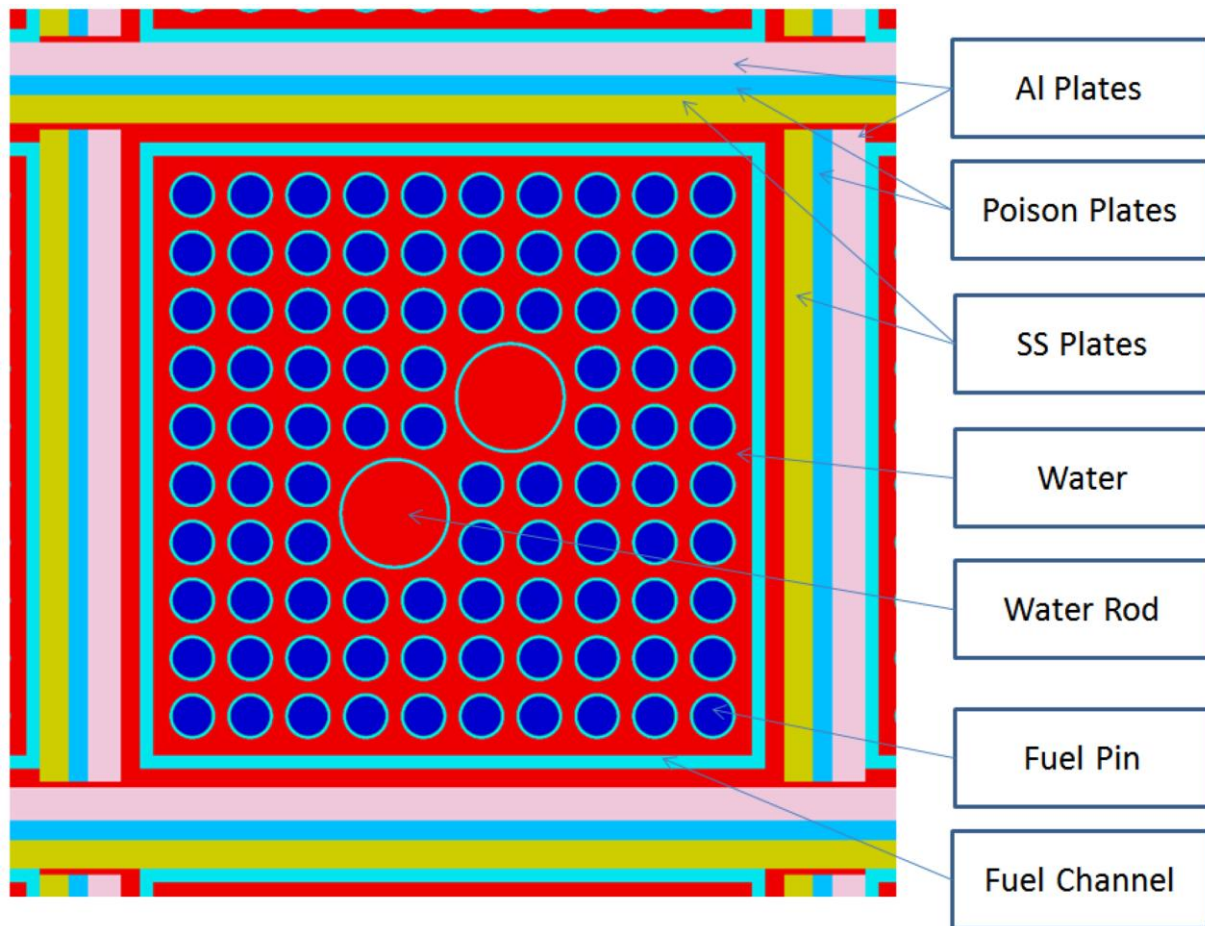 Al Plates
Poison Plates
SS Plates
Water
Water Rod
Fuel Pin
Fuel Channel